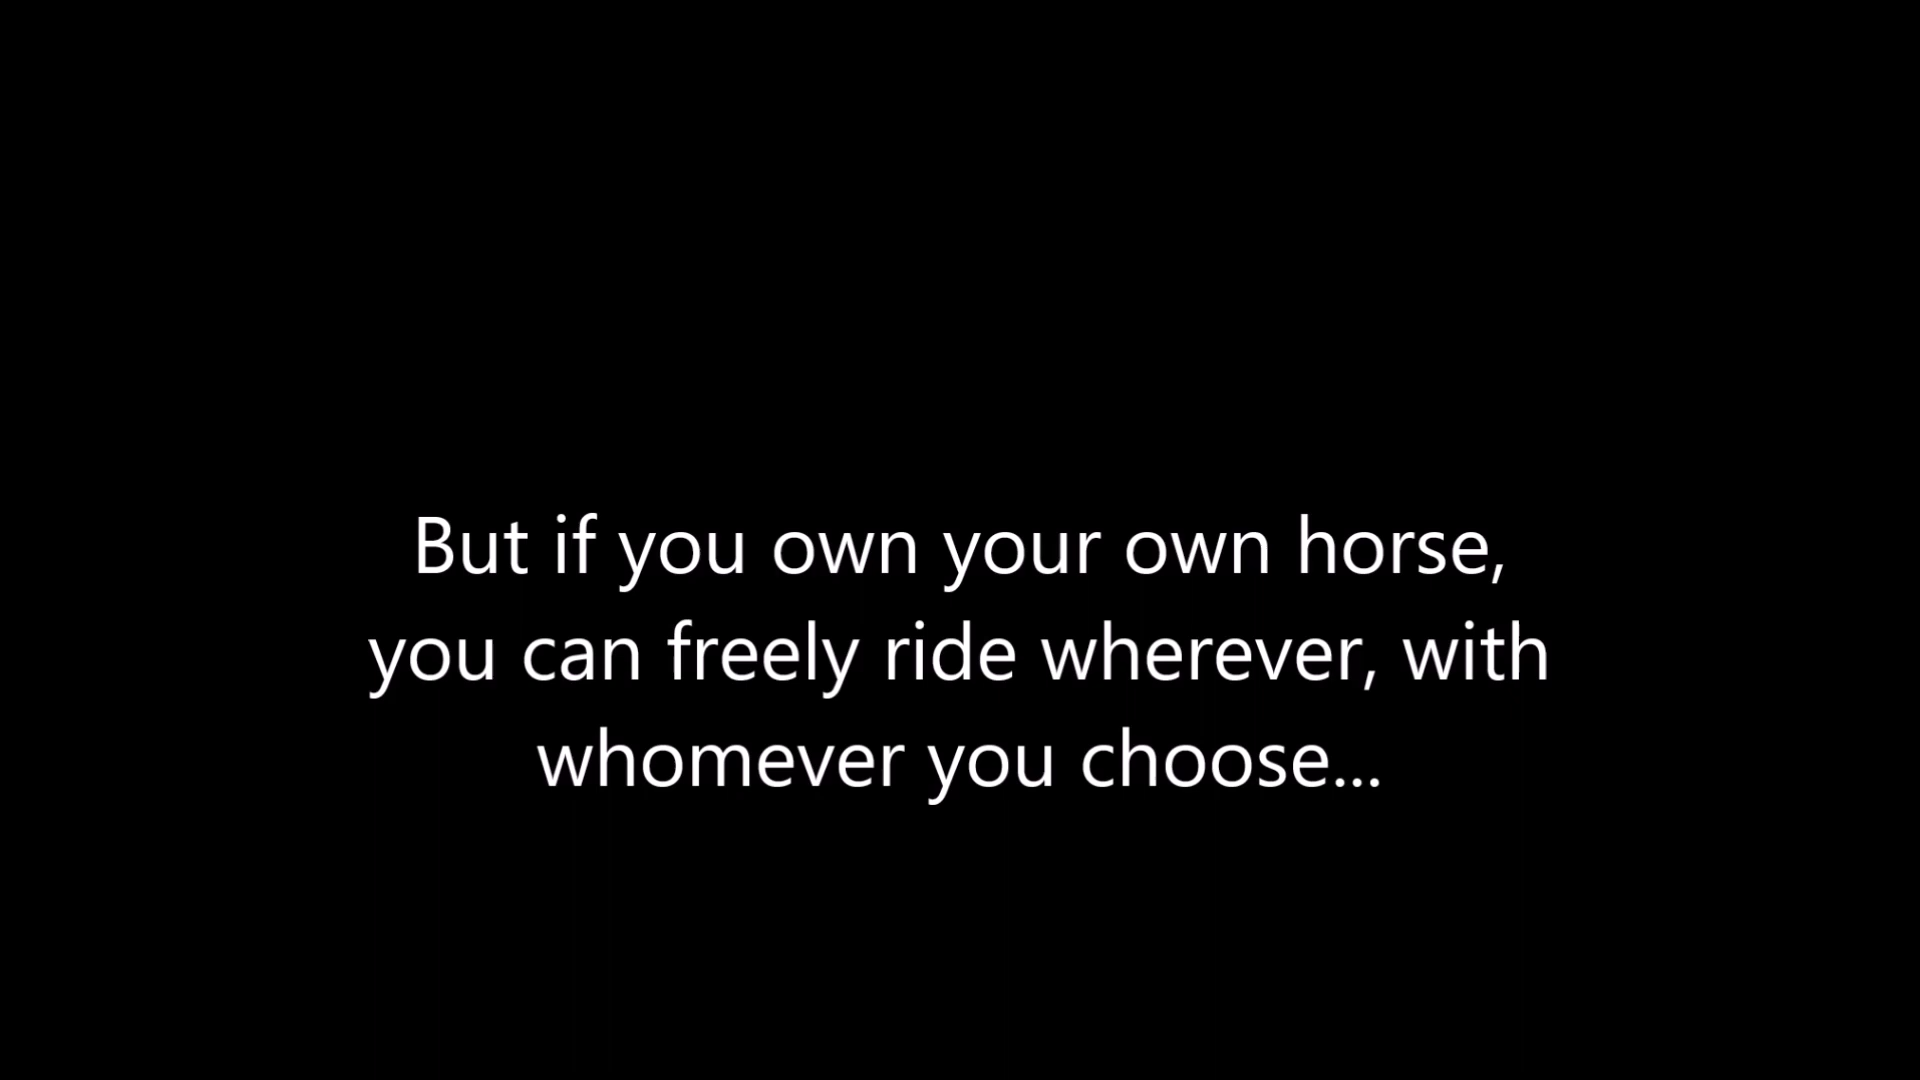 But if you own your own horse,
you can freely ride wherever, with
whomever you choose...